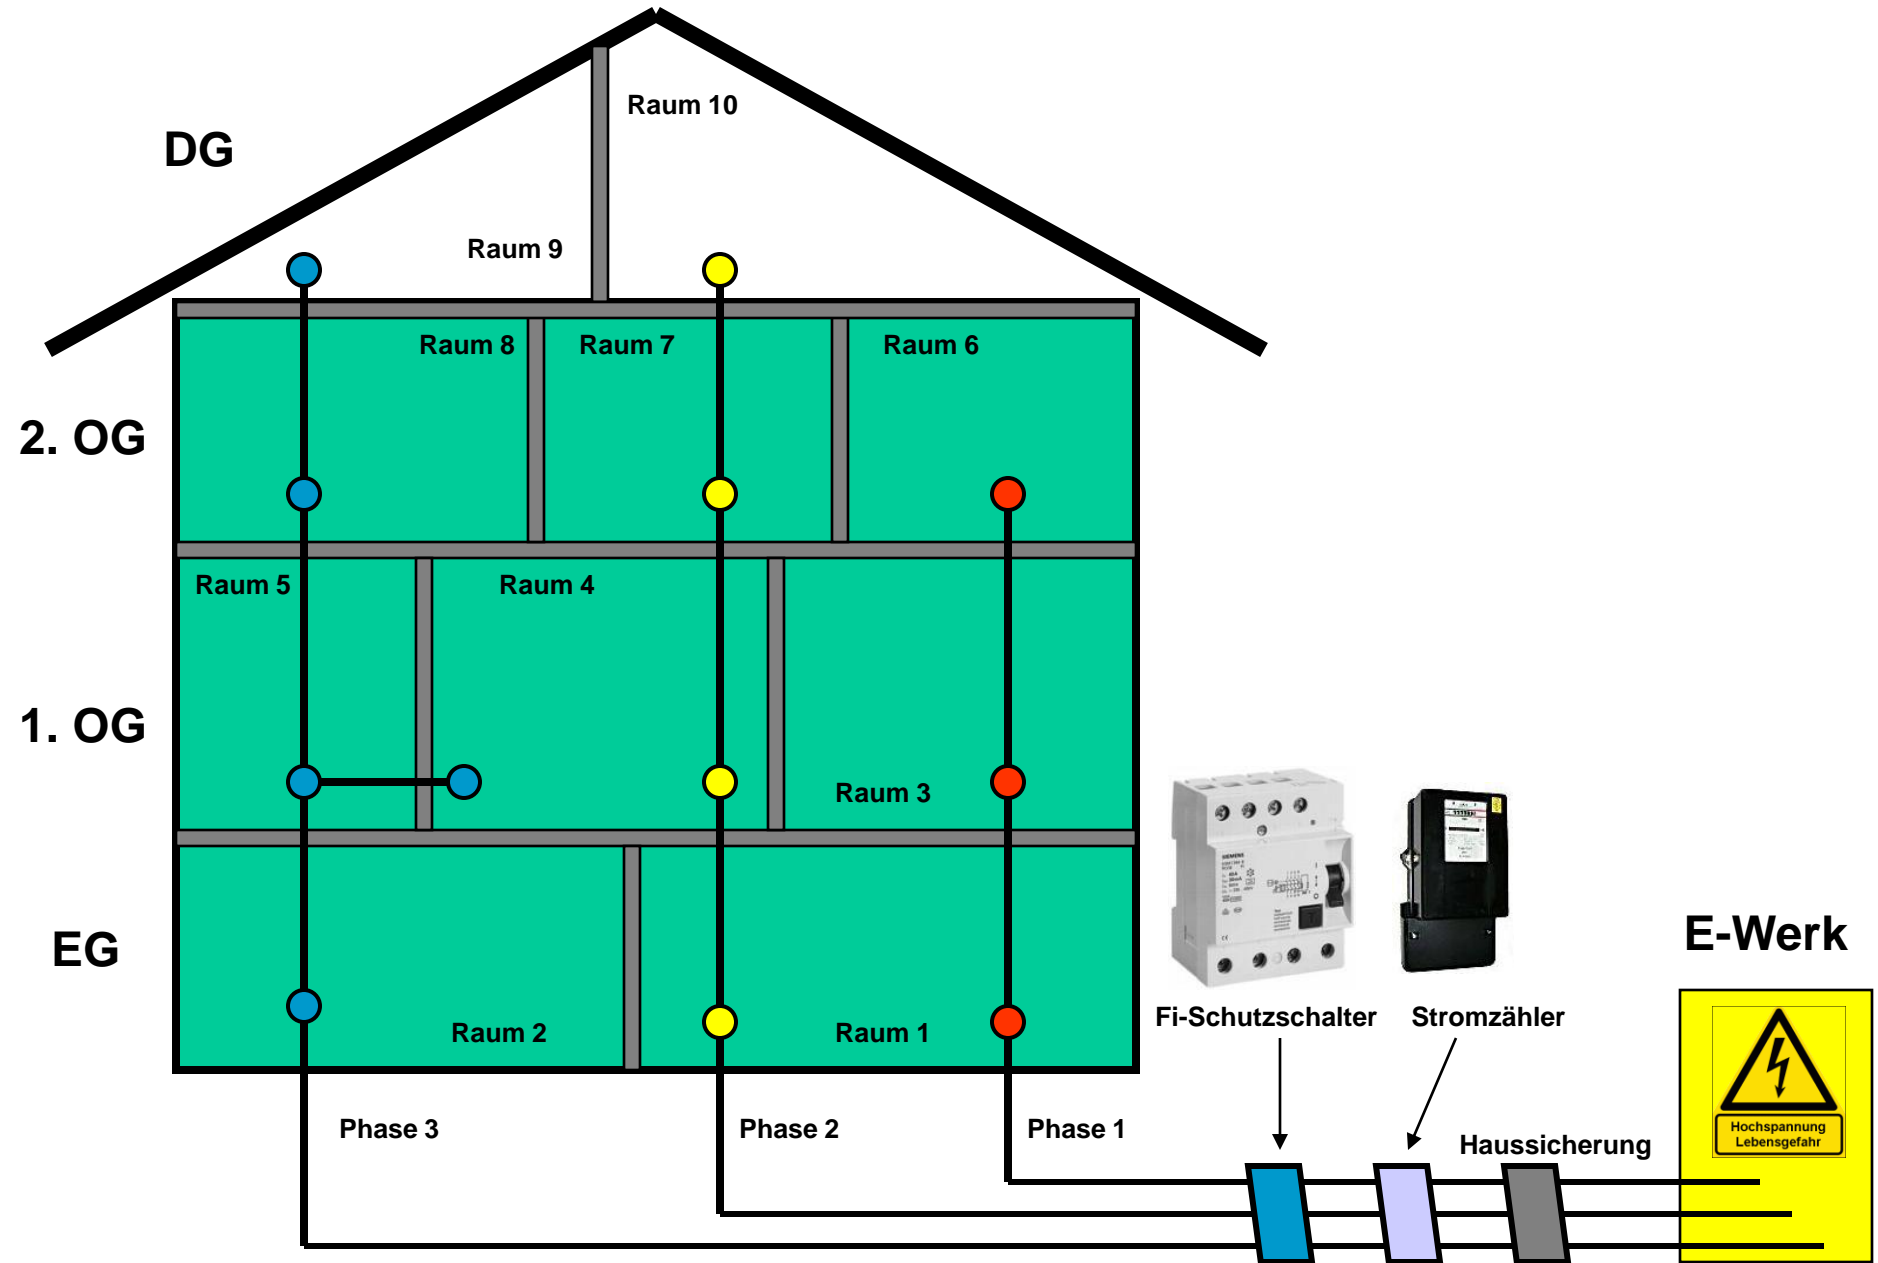 Raum 10
DG
Raum 9
Raum 8
Raum 7
Raum 6
2. OG
Raum 5
Raum 4
1. OG
Raum 3
SIEMENS
EG
E-Werk
Raum 2
Raum 1
Fi-Schutzschalter
Stromzähler
Phase 3
Phase 2
Phase 1
Haussicherung
Hochspannung
Lebensgefahr